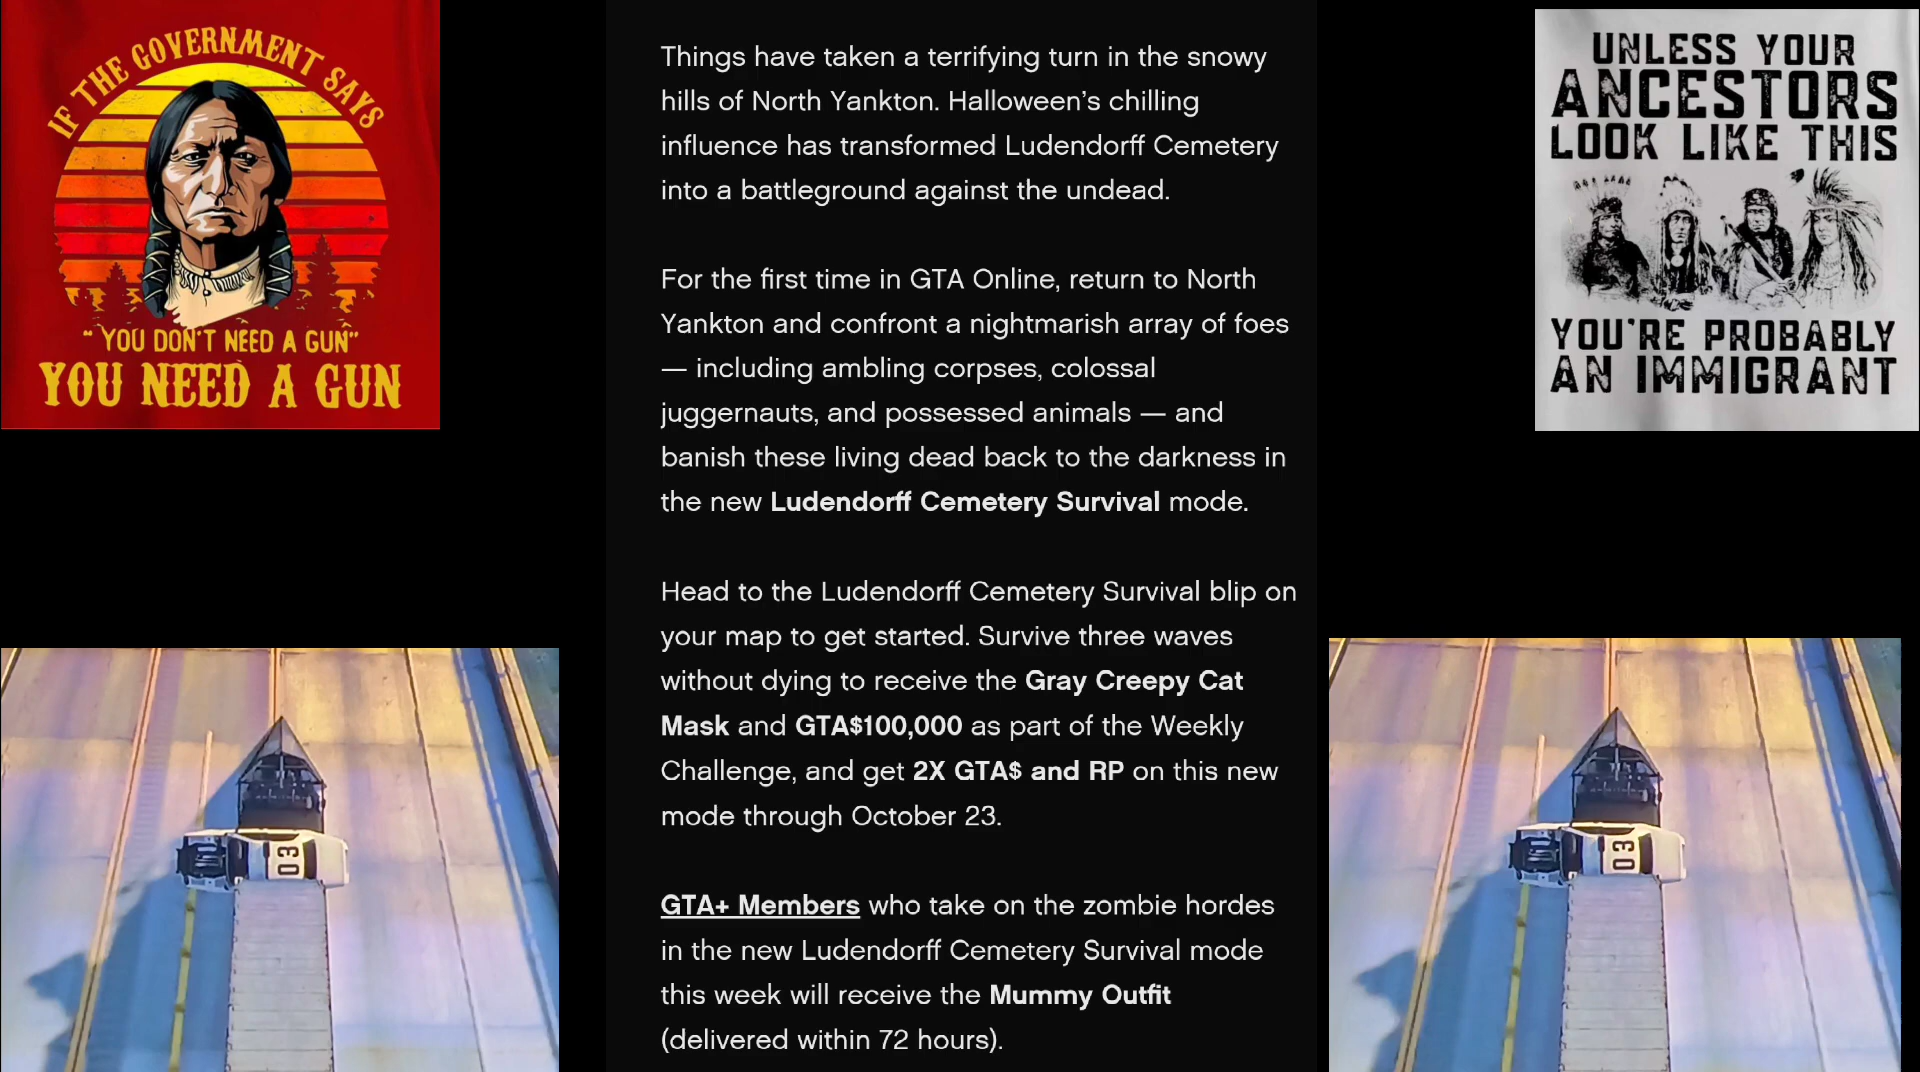 IF THE GOVERNMENT SAYS
“ YOU DON'T NEED A GUN”
YOU NEED A GUN
Things have taken a terrifying turn in the snowy
hills of North Yankton. Halloween’s chilling
influence has transformed Ludendorff Cemetery
into a battleground against the undead.
For the first time in GTA Online, return to North
Yankton and confront a nightmarish array of foes
— including ambling corpses, colossal
juggernauts, and possessed animals — and
banish these living dead back to the darkness in
the new Ludendorff Cemetery Survival mode.
Head to the Ludendorff Cemetery Survival blip on
your map to get started. Survive three waves
without dying to receive the Gray Creepy Cat
Mask and GTA$100,000 as part of the Weekly
Challenge, and get 2X GTA$ and RP on this new
mode through October 23.
GTA+ Members who take on the zombie hordes
in the new Ludendorff Cemetery Survival mode
this week will receive the Mummy Outfit
(delivered within 72 hours).
UNLESS YOUR
ANCESTORS
LOOK LIKE THIS
YOU'RE PROBABLY
AN IMMIGRANT
03
03